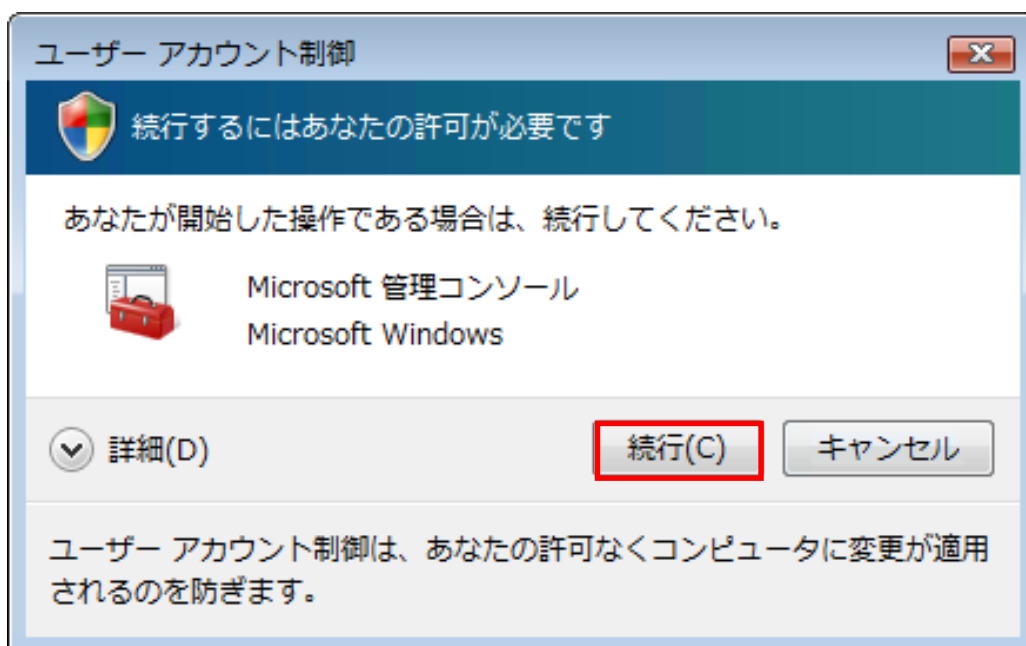 ユーザー アカウント制御
続行するにはあなたの許可が必要です
あなたが開始した操作である場合は、続行してください。
Microsoft 管理コンソール
Microsoft Windows
詳細(D)
続行(C)
キャンセル
ユーザー アカウント制御は、あなたの許可なくコンピュータに変更が適用
されるのを防ぎます。